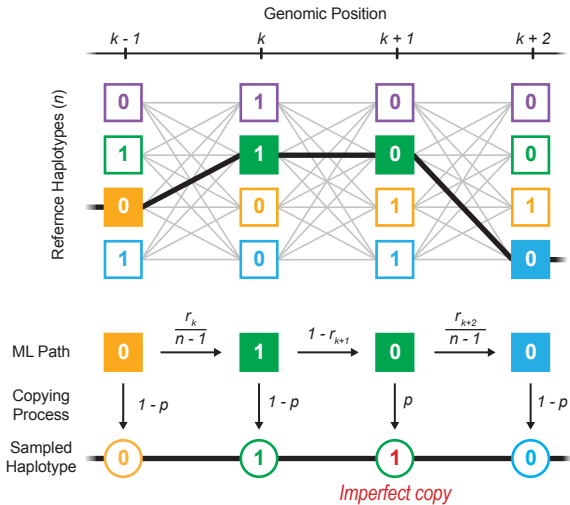 Genomic Position
k - 1 k k + 1 k + 2
Refernce Haplotypes (n)
0 1 0 0
1 1 0 0
0 0 1 1
1 0 1 0
r_k/(n - 1) 1 - r_{k+1} r_{k+2}/(n - 1)
ML Path 0 1 0 0
Copying
Process
1 - p 1 - p p 1 - p
Sampled
Haplotype
0 1 1 0
Imperfect copy